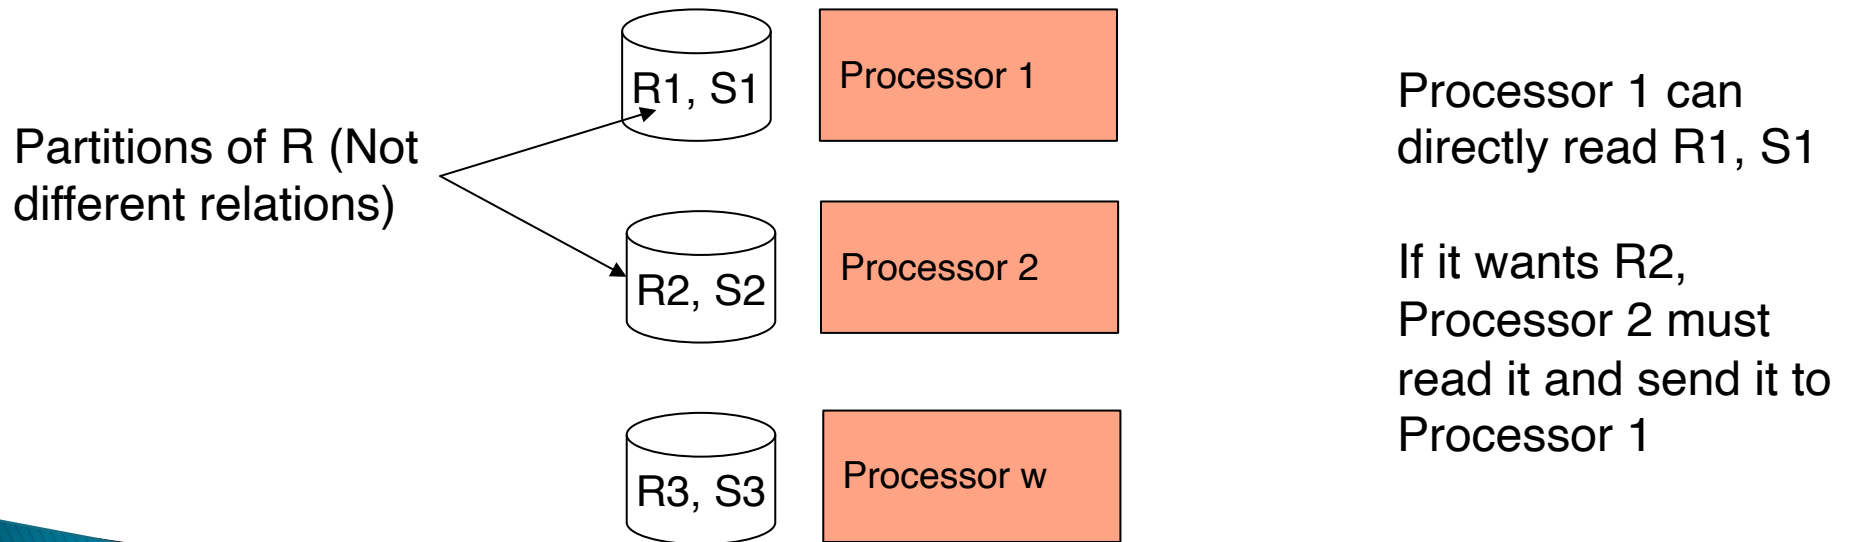 Partitions of R (Not
different relations)
R1, S1
Processor 1
R2, S2
Processor 2
R3, S3
Processor w
Processor 1 can
directly read R1, S1
If it wants R2,
Processor 2 must
read it and send it to
Processor 1